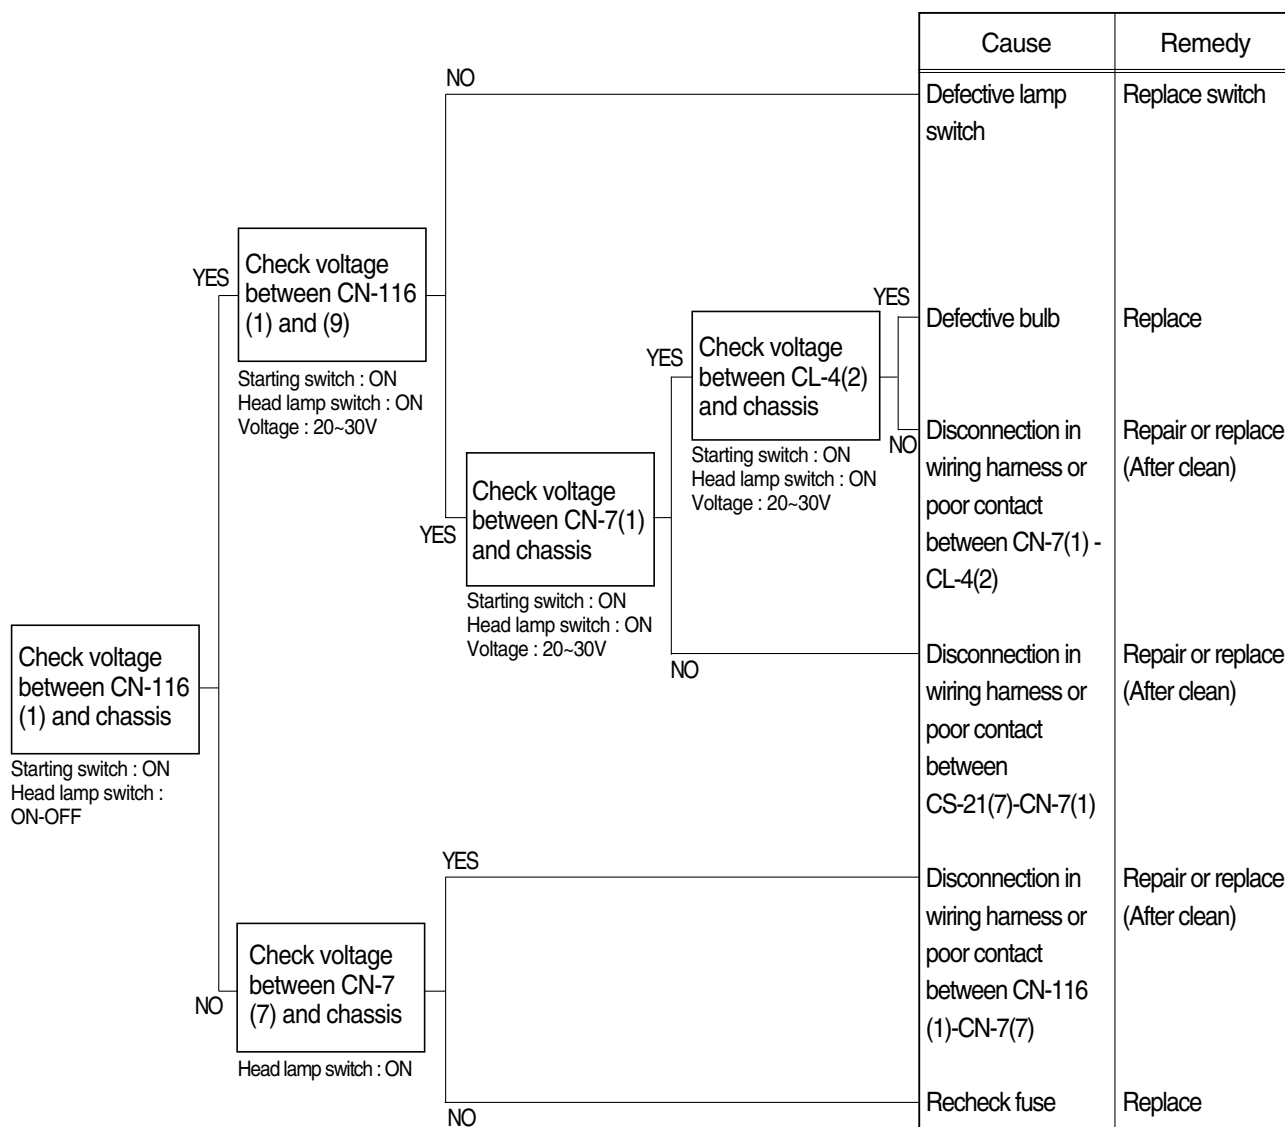 Cause
Remedy
NO
Defective lamp
switch
Replace switch
YES
Check voltage
between CN-116
(1) and (9)
Starting switch : ON
Head lamp switch : ON
Voltage : 20~30V
YES
Defective bulb
Replace
YES
Check voltage
between CL-4(2)
and chassis
Starting switch : ON
Head lamp switch : ON
Voltage : 20~30V
NO
Disconnection in
wiring harness or
poor contact
between CN-7(1) -
CL-4(2)
Repair or replace
(After clean)
YES
Check voltage
between CN-7(1)
and chassis
Starting switch : ON
Head lamp switch : ON
Voltage : 20~30V
NO
Disconnection in
wiring harness or
poor contact
between
CS-21(7)-CN-7(1)
Repair or replace
(After clean)
Check voltage
between CN-116
(1) and chassis
Starting switch : ON
Head lamp switch :
ON-OFF
YES
Disconnection in
wiring harness or
poor contact
between CN-116
(1)-CN-7(7)
Repair or replace
(After clean)
NO
Check voltage
between CN-7
(7) and chassis
Head lamp switch : ON
NO
Recheck fuse
Replace